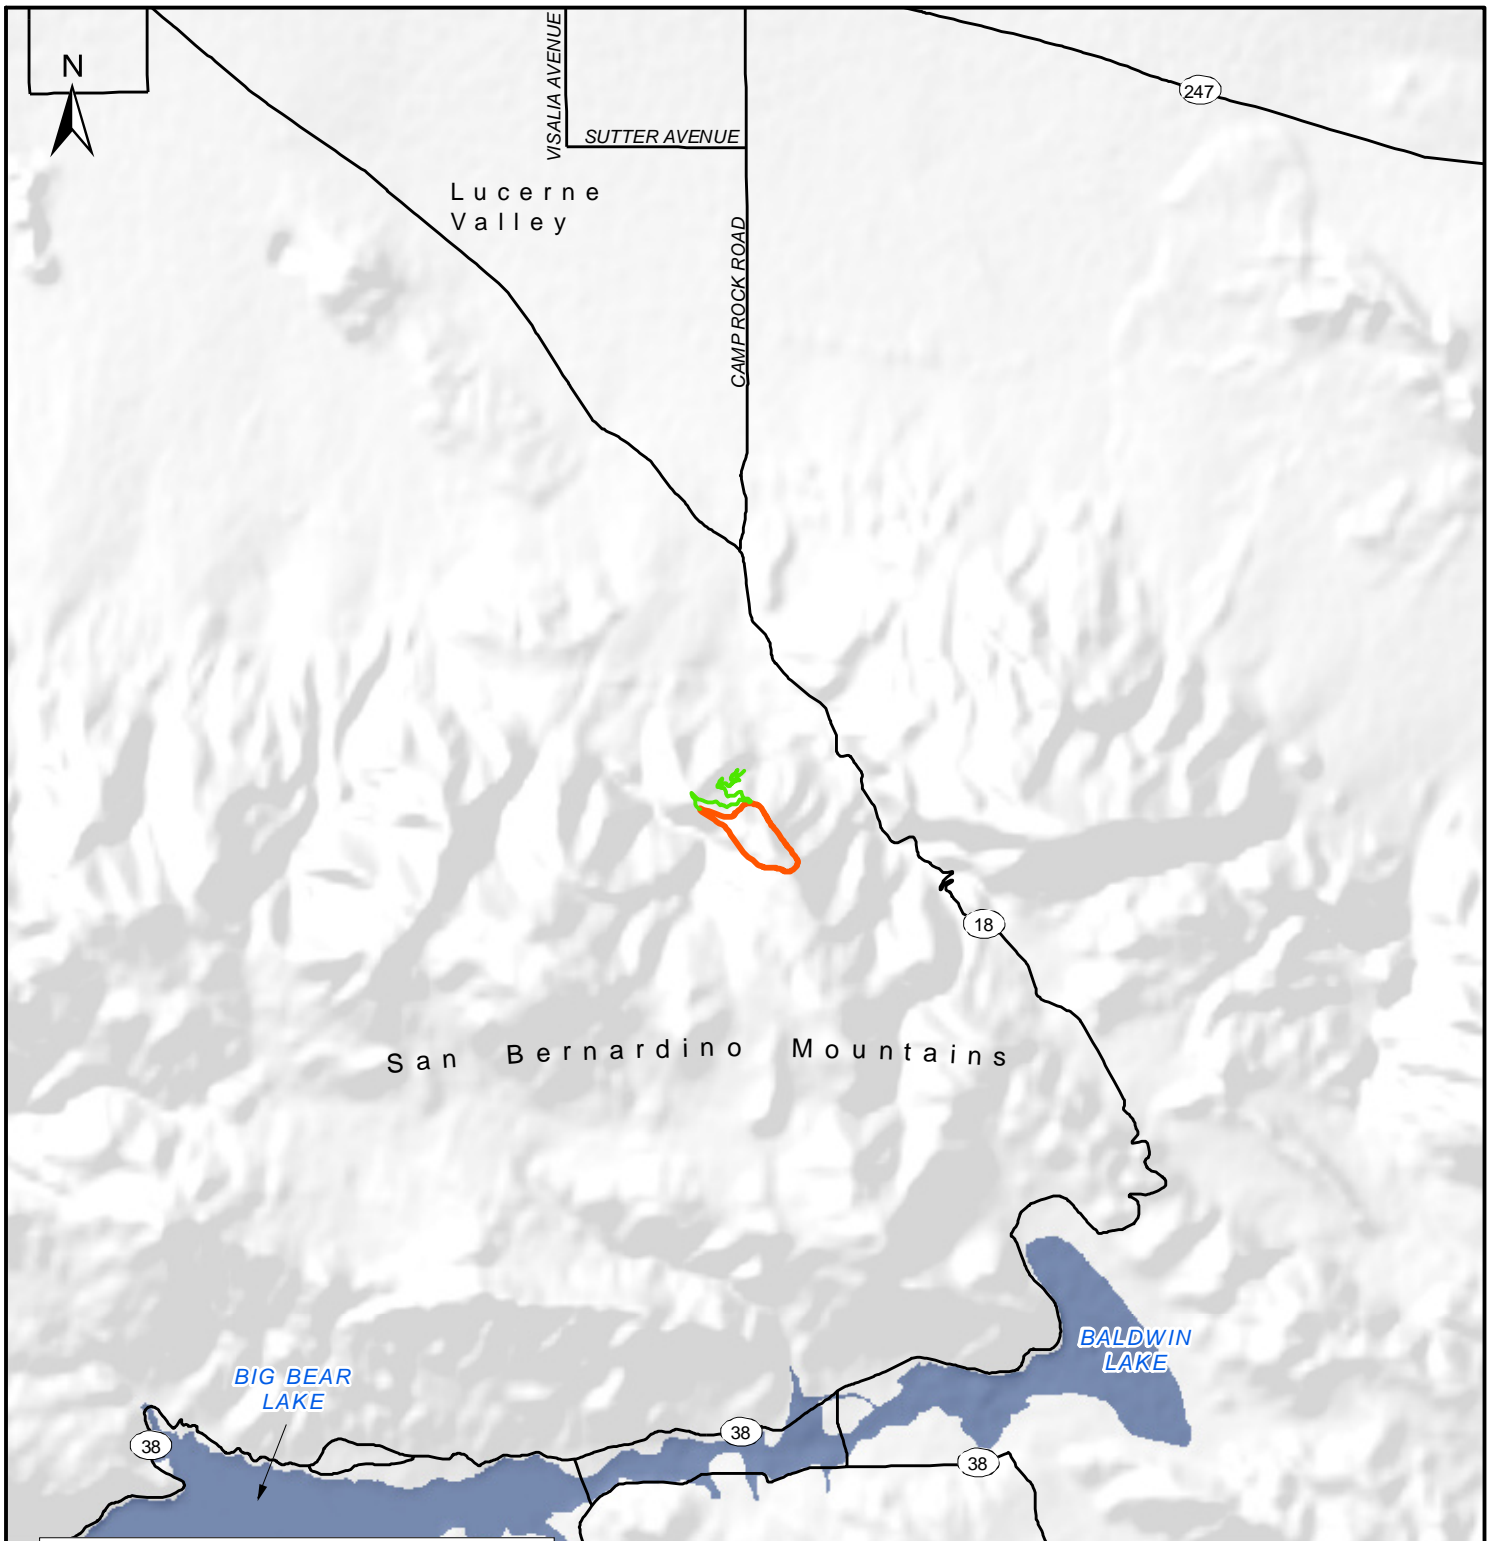 N
VISALIA AVENUE
SUTTER AVENUE
247
Lucerne
Valley
CAMP ROCK ROAD
18
San Bernardino Mountains
BALDWIN
LAKE
BIG BEAR
LAKE
38
38
38